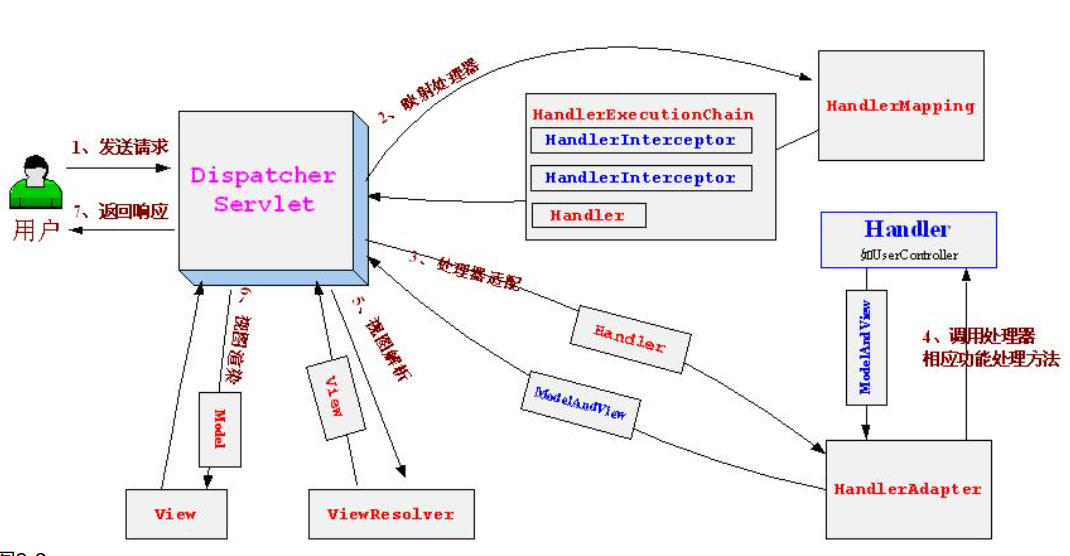 1、发送请求
Dispatcher
Servlet
7、返回响应
用户
2、映射处理器
HandlerExecutionChain
HandlerInterceptor
HandlerInterceptor
Handler
HandlerMapping
3、处理器适配
Handler
ModelAndView
Handler
如UserController
ModelAndView
4、调用处理器
相应功能处理方法
HandlerAdapter
5、视图解析
View
ViewResolver
6、视图渲染
Model
View